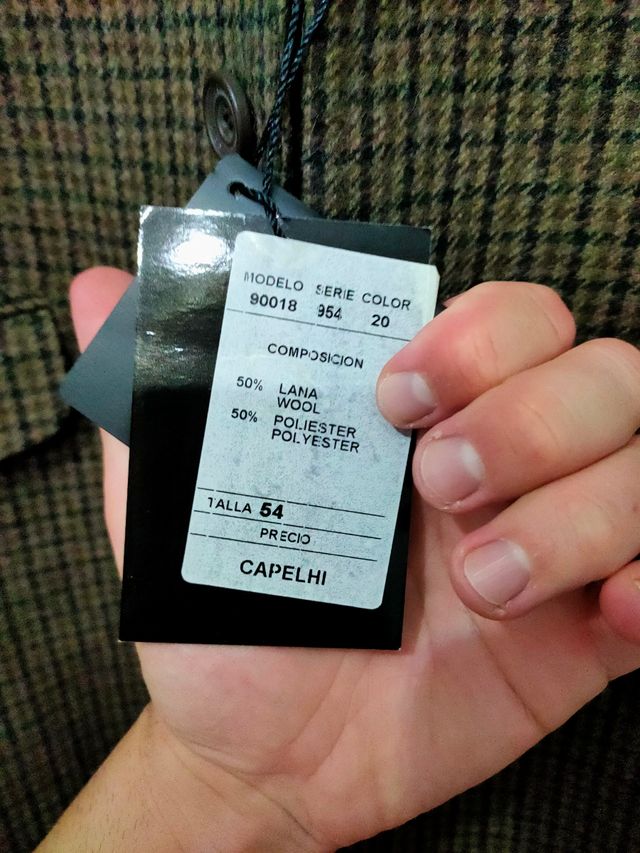 MODELO SERIE COLOR
90018 954 20
COMPOSICION
50% LANA
WOOL
50% POLIESTER
POLYESTER
TALLA 54
PRECIO
CAPELHI